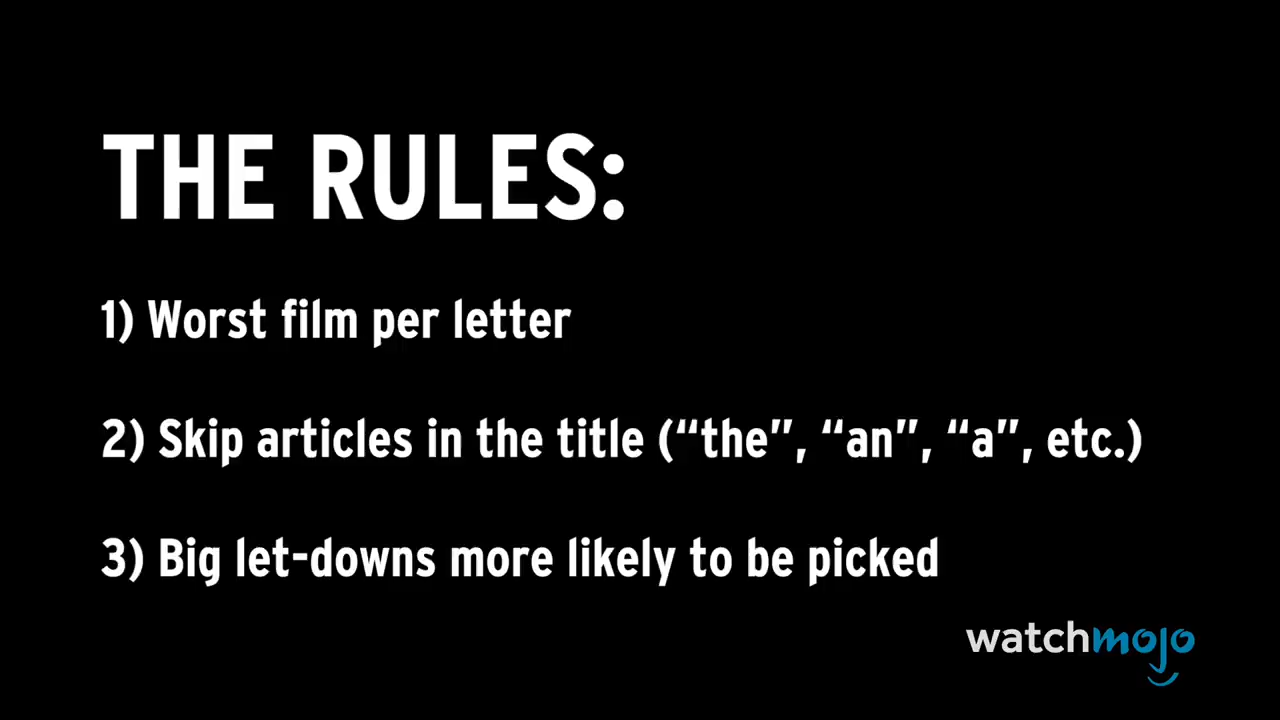 THE RULES:
1) Worst film per letter
2) Skip articles in the title (“the”, “an”, “a”, etc.)
3) Big let-downs more likely to be picked
watchmojo